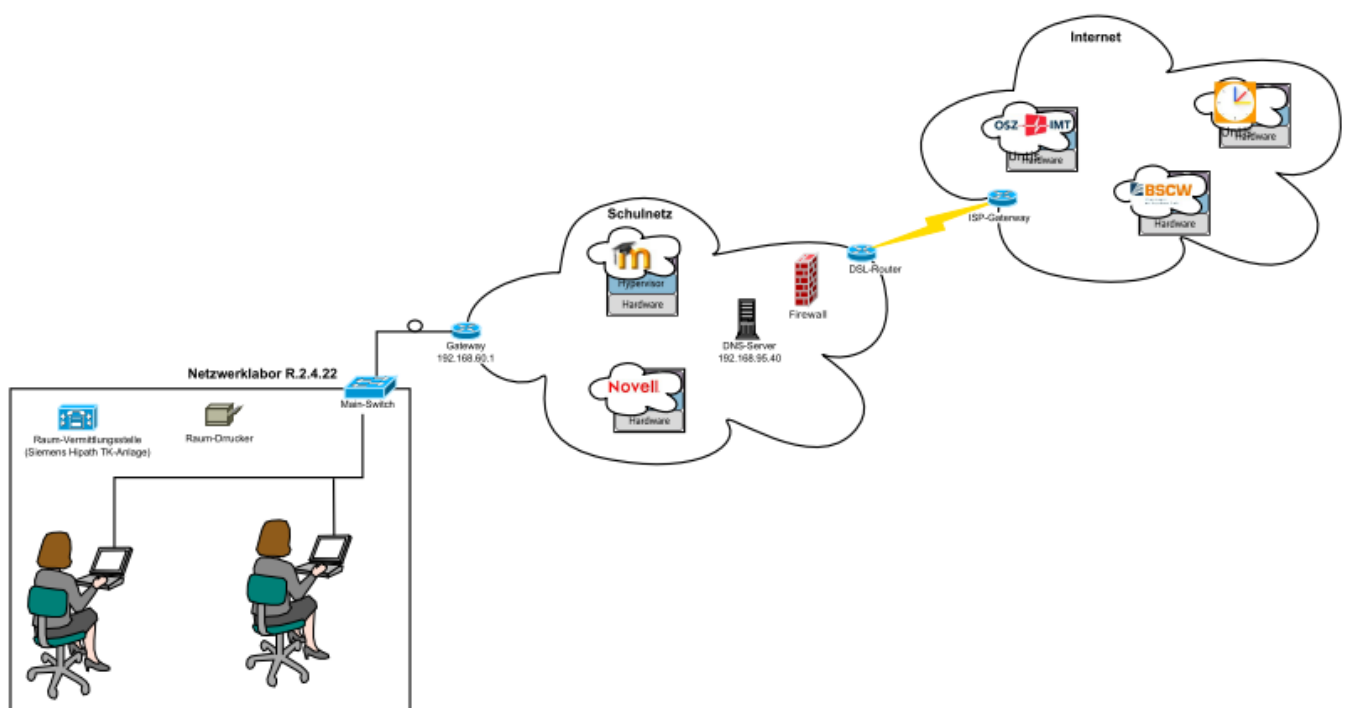 Internet
OSZ IMT
Untis
Hardware
Untis
Hardware
BSCW
Hardware
ISP-Gateway
Schulnetz
m
Hypervisor
Hardware
DSL-Router
Firewall
DNS-Server
192.168.95.40
Gateway
192.168.60.1
Novell
Hardware
Netzwerklabor R.2.4.22
Main-Switch
Raum-Vermittlungsstelle
(Siemens Hipath TK-Anlage)
Raum-Drucker